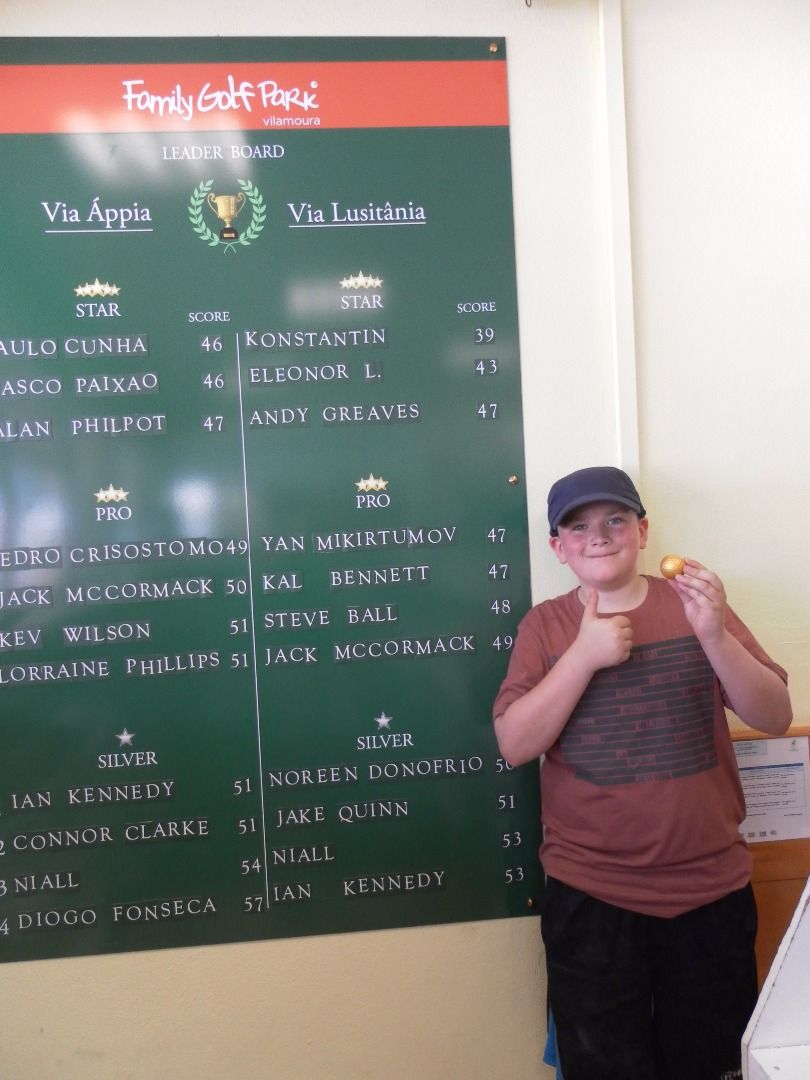 Family Golf Park
vilamoura
LEADER BOARD
Via Áppia
Via Lusitânia
STAR
SCORE
AULO CUNHA 46
ASCO PAIXAO 46
ALAN PHILPOT 47
STAR
SCORE
KONSTANTIN 39
ELEONOR L. 43
ANDY GREAVES 47
PRO
EDRO CRISOSTOMO 49
JACK MCCORMACK 50
KEV WILSON 51
LORRAINE PHILLIPS 51
PRO
YAN MIKIRTUMOV 47
KAL BENNETT 47
STEVE BALL 48
JACK MCCORMACK 49
SILVER
IAN KENNEDY 51
2 CONNOR CLARKE 51
3 NIALL 54
4 DIOGO FONSECA 57
SILVER
NOREEN DONOFRIO
JAKE QUINN 51
NIALL 53
IAN KENNEDY 53